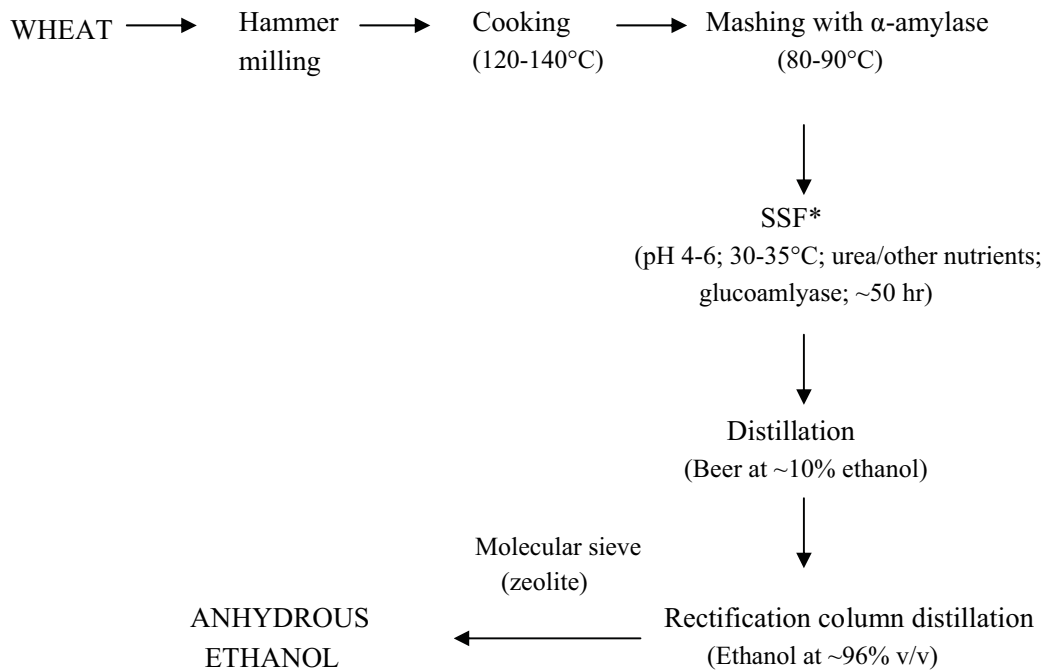 WHEAT
Hammer
milling
Cooking
(120-140°C)
Mashing with α-amylase
(80-90°C)
SSF*
(pH 4-6; 30-35°C; urea/other nutrients;
glucoamlyase; ~50 hr)
Distillation
(Beer at ~10% ethanol)
Rectification column distillation
(Ethanol at ~96% v/v)
Molecular sieve
(zeolite)
ANHYDROUS
ETHANOL